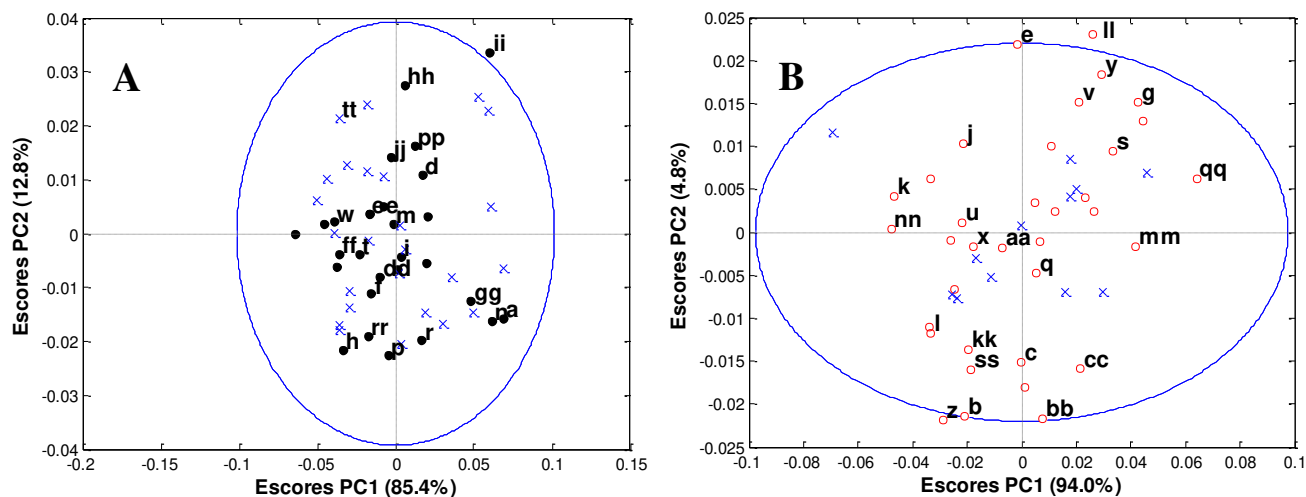 A
Escores PC2 (12.8%)
0.04
0.03
0.02
0.01
0
-0.01
-0.02
-0.03
-0.04
ii
hh
tt
pp
jj
d
w
ee
m
ff
t
i
dd
f
gg
n
a
rr
r
h
p
-0.2
-0.15
-0.1
-0.05
0
0.05
0.1
0.15
Escores PC1 (85.4%)
B
Escores PC2 (4.8%)
0.025
0.02
0.015
0.01
0.005
0
-0.005
-0.01
-0.015
-0.02
-0.025
e
ll
y
v
g
j
s
k
qq
u
nn
x
aa
mm
q
l
kk
c
ss
cc
z
b
bb
-0.1
-0.08
-0.06
-0.04
-0.02
0
0.02
0.04
0.06
0.08
0.1
Escores PC1 (94.0%)